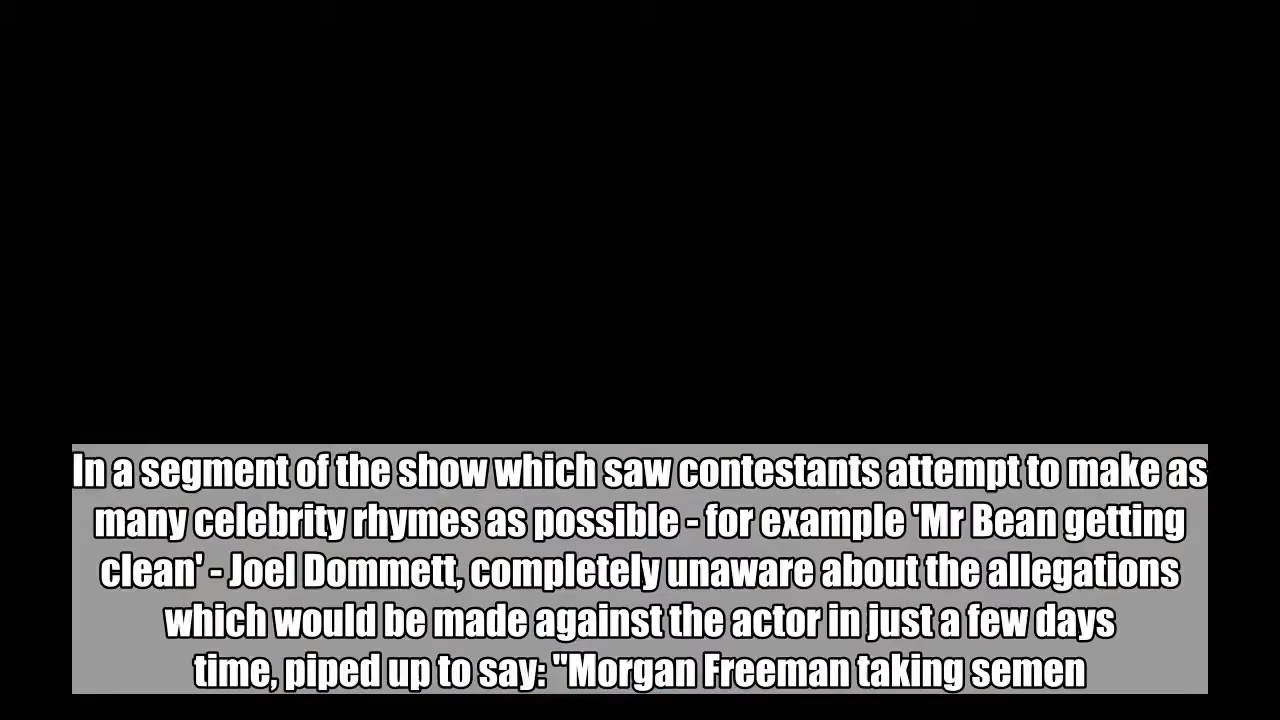 In a segment of the show which saw contestants attempt to make as
many celebrity rhymes as possible - for example 'Mr Bean getting
clean' - Joel Dommett, completely unaware about the allegations
which would be made against the actor in just a few days
time, piped up to say: "Morgan Freeman taking semen